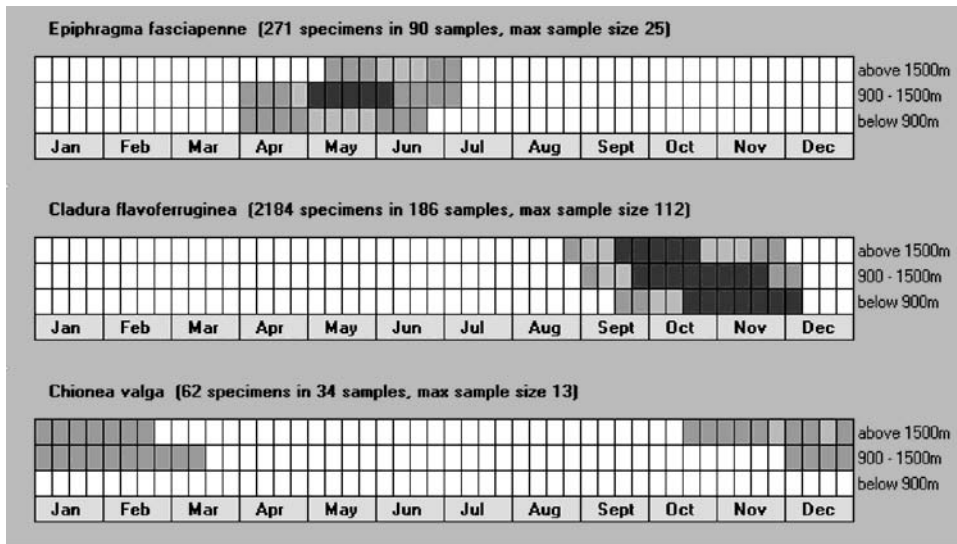 Epiphragma fasciapenne (271 specimens in 90 samples, max sample size 25)
above 1500m
900 - 1500m
below 900m
Jan Feb Mar Apr May Jun Jul Aug Sept Oct Nov Dec
Cladura flavoferruginea (2184 specimens in 186 samples, max sample size 112)
above 1500m
900 - 1500m
below 900m
Jan Feb Mar Apr May Jun Jul Aug Sept Oct Nov Dec
Chionea valga (62 specimens in 34 samples, max sample size 13)
above 1500m
900 - 1500m
below 900m
Jan Feb Mar Apr May Jun Jul Aug Sept Oct Nov Dec